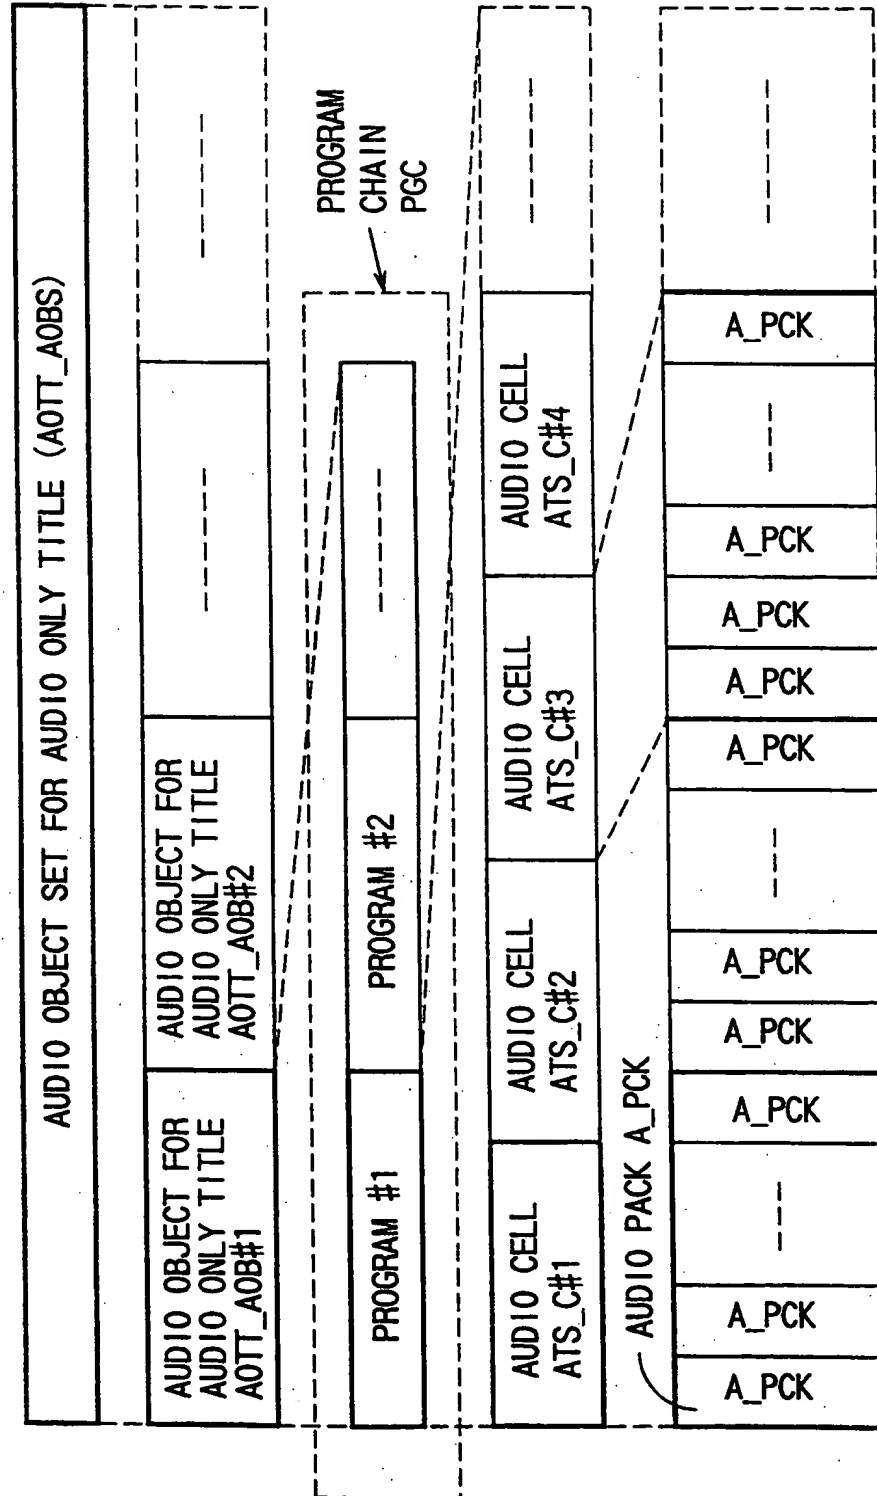 AUDIO OBJECT SET FOR AUDIO ONLY TITLE (AOTT_AOBS)
AUDIO OBJECT FOR
AUDIO ONLY TITLE
AOTT_AOB#1
AUDIO OBJECT FOR
AUDIO ONLY TITLE
AOTT_AOB#2
PROGRAM #1
PROGRAM #2
PROGRAM
CHAIN
PGC
AUDIO CELL
ATS_C#1
AUDIO CELL
ATS_C#2
AUDIO CELL
ATS_C#3
AUDIO CELL
ATS_C#4
AUDIO PACK A_PCK
A_PCK
A_PCK
A_PCK
A_PCK
A_PCK
A_PCK
A_PCK
A_PCK
A_PCK
A_PCK